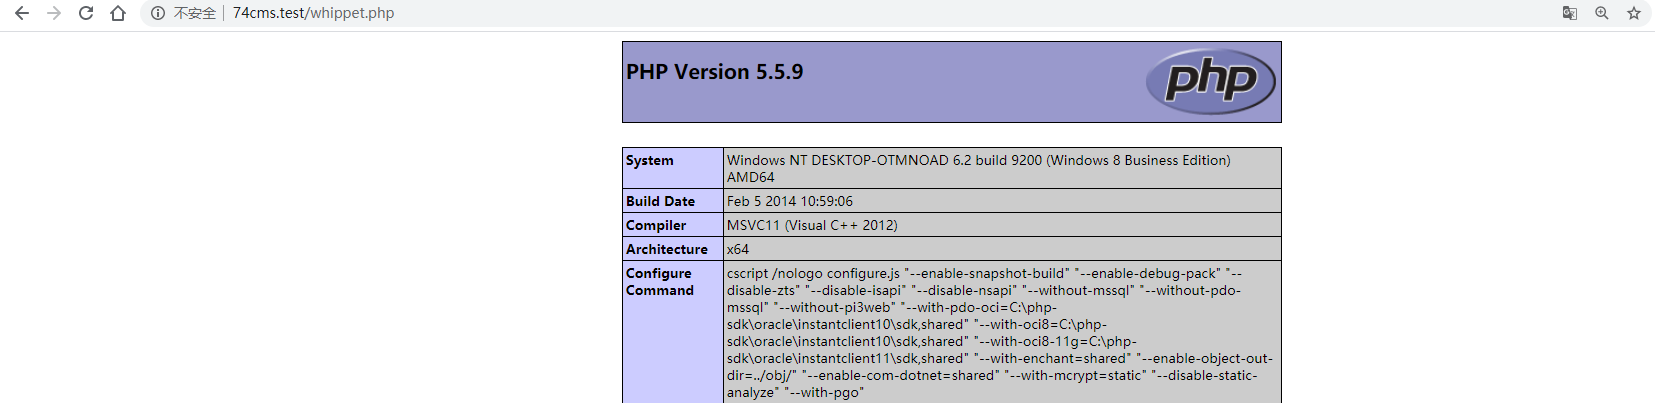 不安全 74cms.test/whippet.php
PHP Version 5.5.9
php
System Windows NT DESKTOP-OTMNOAD 6.2 build 9200 (Windows 8 Business Edition)
AMD64
Build Date Feb 5 2014 10:59:06
Compiler MSVC11 (Visual C++ 2012)
Architecture x64
Configure cscript /nologo configure.js "--enable-snapshot-build" "--enable-debug-pack" "--
Command disable-zts" "--disable-isapi" "--disable-nsapi" "--without-mssql" "--without-pdo-
mssql" "--without-pi3web" "--with-pdo-oci=C:\php-
sdk\oracle\instantclient10\sdk,shared" "--with-oci8=C:\php-
sdk\oracle\instantclient10\sdk,shared" "--with-oci8-11g=C:\php-
sdk\oracle\instantclient11\sdk,shared" "--with-enchant=shared" "--enable-object-out-
dir=../obj/" "--enable-com-dotnet=shared" "--with-mcrypt=static" "--disable-static-
analyze" "--with-pgo"